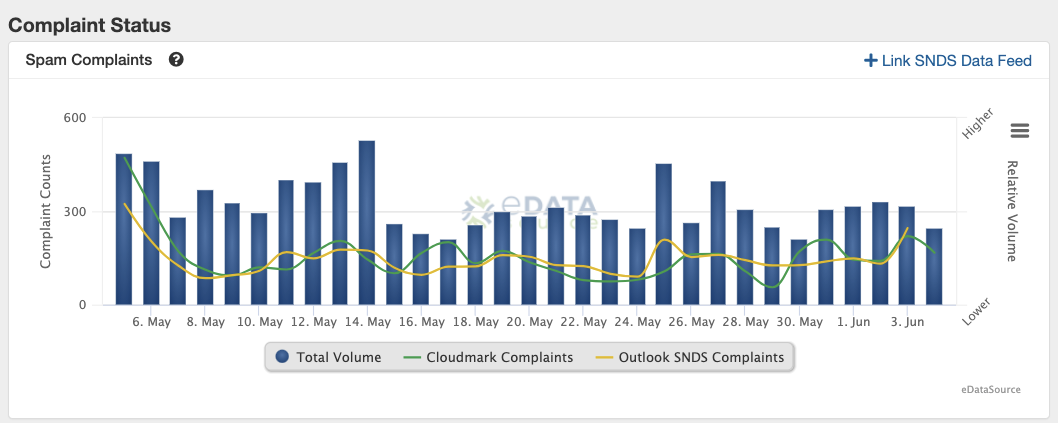 Complaint Status
Spam Complaints ?
+ Link SNDS Data Feed
600
300
0
Complaint Counts
Higher
Relative Volume
Lower
eDATA
source
6. May 8. May 10. May 12. May 14. May 16. May 18. May 20. May 22. May 24. May 26. May 28. May 30. May 1. Jun 3. Jun
Total Volume Cloudmark Complaints Outlook SNDS Complaints
eDataSource